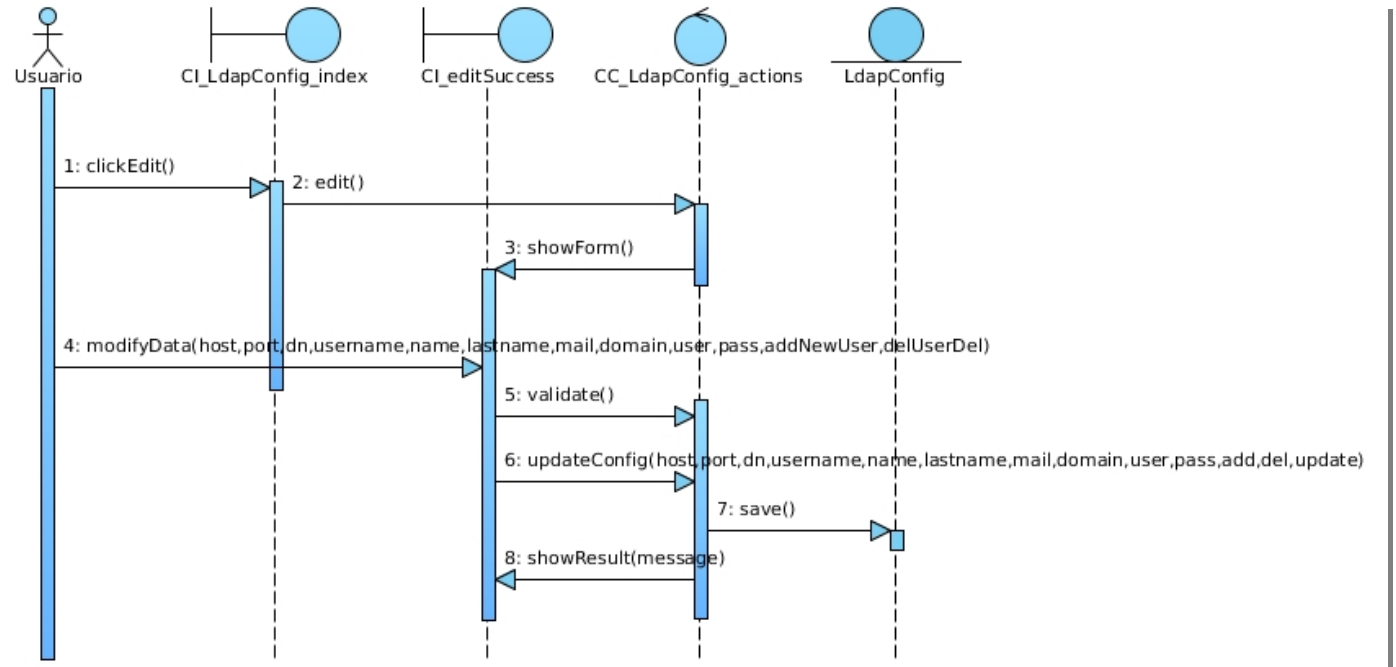 Usuario
CI_LdapConfig_index
CI_editSuccess
CC_LdapConfig_actions
LdapConfig
1: clickEdit()
2: edit()
3: showForm()
4: modifyData(host,port,dn,username,name,lastname,mail,domain,user,pass,addNewUser,delUserDel)
5: validate()
6: updateConfig(host,port,dn,username,name,lastname,mail,domain,user,pass,add,del,update)
7: save()
8: showResult(message)